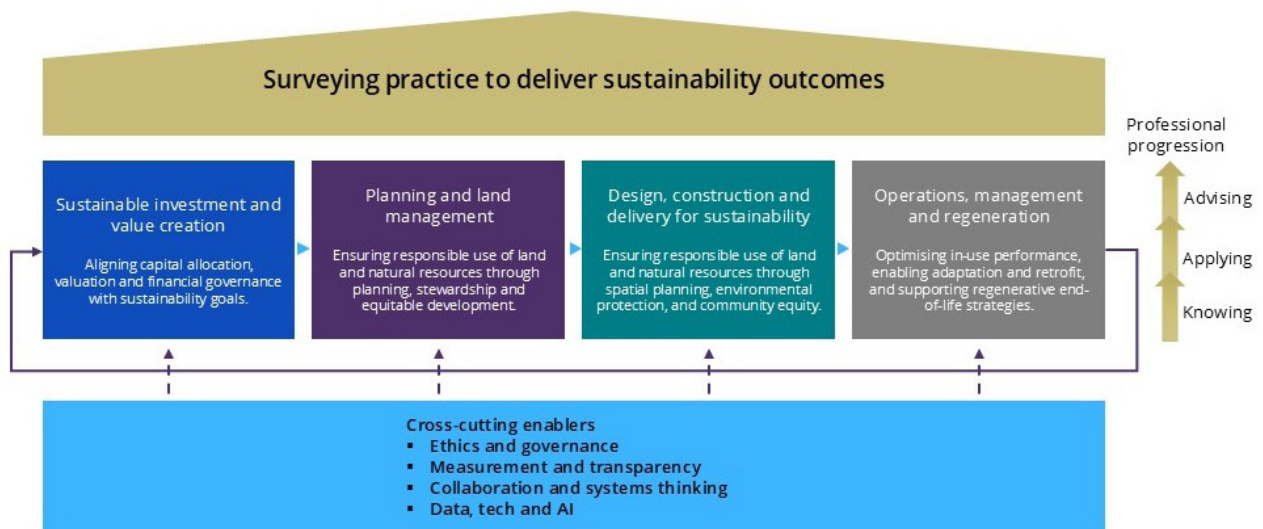 Surveying practice to deliver sustainability outcomes
Sustainable investment and
value creation
Aligning capital allocation,
valuation and financial governance
with sustainability goals.
Planning and land
management
Ensuring responsible use of land
and natural resources through
planning, stewardship and
equitable development.
Design, construction and
delivery for sustainability
Ensuring responsible use of land
and natural resources through
spatial planning, environmental
protection, and community equity.
Operations, management
and regeneration
Optimising in-use performance,
enabling adaptation and retrofit,
and supporting regenerative end-
of-life strategies.
Professional
progression
Advising
Applying
Knowing
Cross-cutting enablers
▪ Ethics and governance
▪ Measurement and transparency
▪ Collaboration and systems thinking
▪ Data, tech and AI